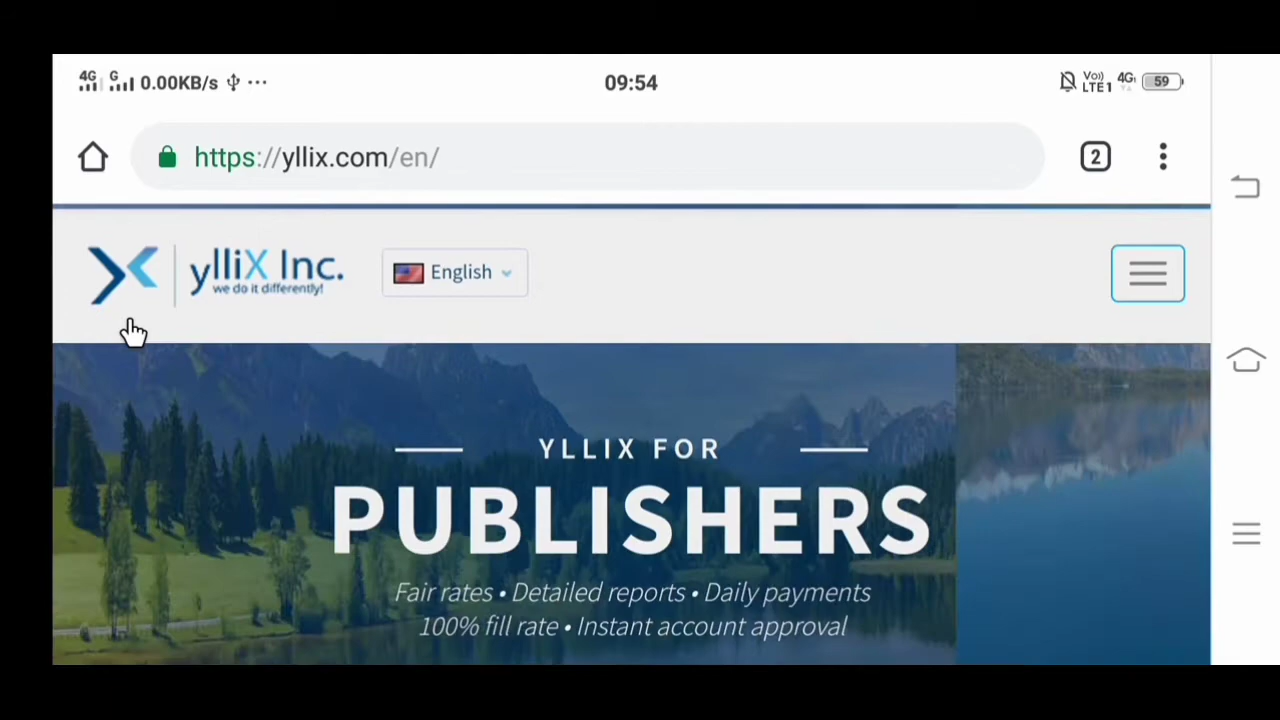 4G G 0.00KB/s ··· 09:54 Vo) LTE1 4G 59
https://yllix.com/en/ 2
ylliX Inc. English
we do it differently!
YLLIX FOR
PUBLISHERS
Fair rates • Detailed reports • Daily payments
100% fill rate • Instant account approval